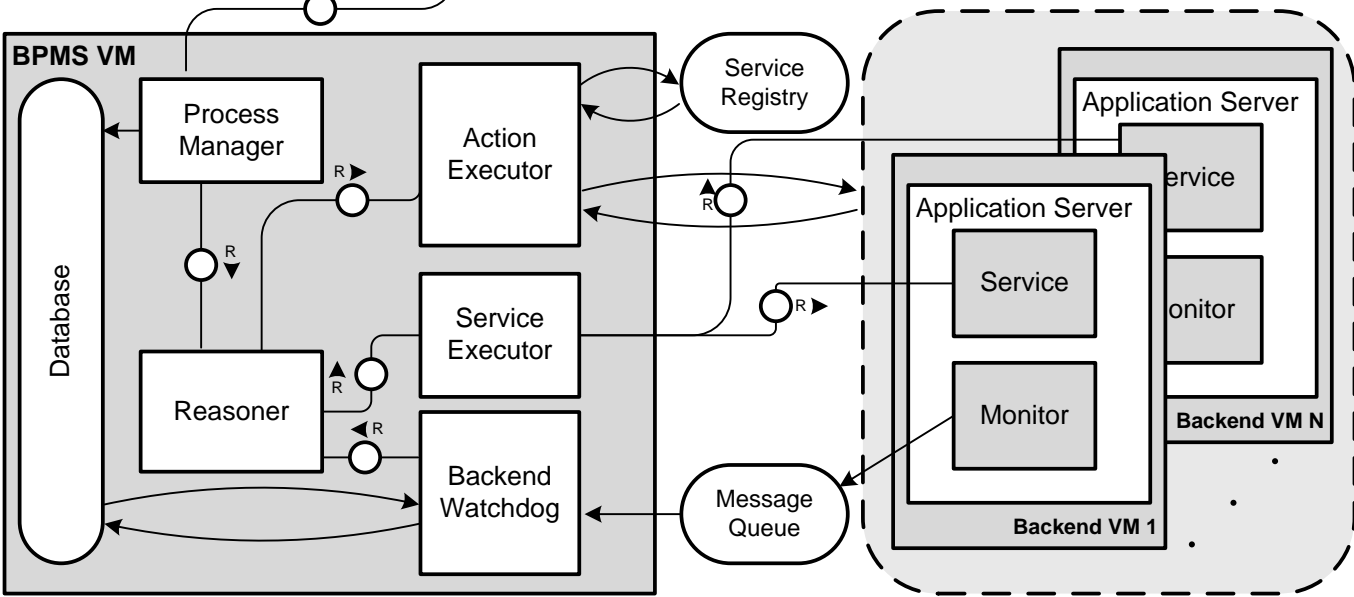 BPMS VM
Database
Process
Manager
R
R
Reasoner
R
R
Action
Executor
Service
Executor
Backend
Watchdog
Service
Registry
R
R
Message
Queue
Application Server
Service
Monitor
Backend VM 1
Application Server
ervice
onitor
Backend VM N